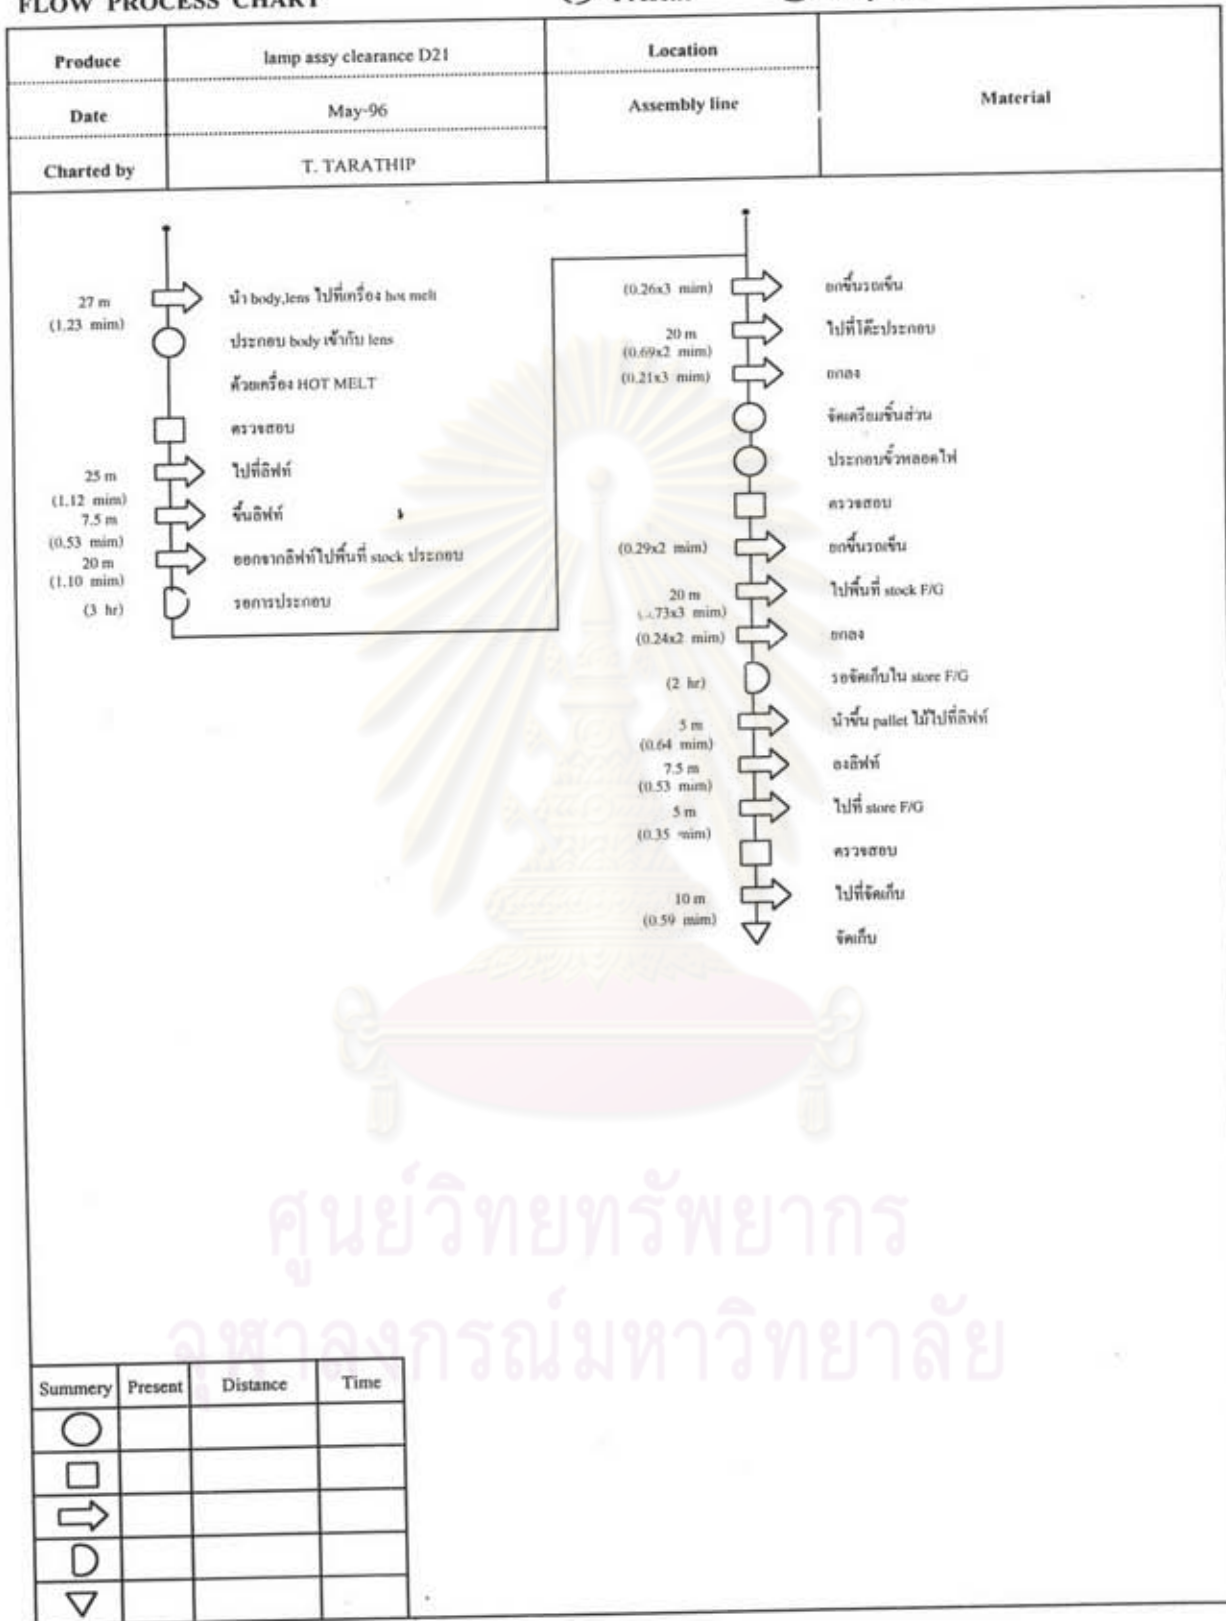 FLOW PROCESS CHART
Produce
lamp assy clearance D21
Location
Material
Date
May-96
Assembly line
Charted by
T. TARATHIP
27 m
(1.23 mim)
นำ body,lens ไปที่เครื่อง hot melt
ประกอบ body เข้ากับ lens
ด้วยเครื่อง HOT MELT
ตรวจสอบ
25 m
(1.12 mim)
ไปที่ลิฟท์
7.5 m
(0.53 mim)
ขึ้นลิฟท์
20 m
(1.10 mim)
ออกจากลิฟท์ไปพื้นที่ stock ประกอบ
(3 hr)
รอการประกอบ
(0.26x3 mim)
ยกขึ้นรถเข็น
20 m
(0.69x2 mim)
ไปที่โต๊ะประกอบ
(0.21x3 mim)
ยกลง
จัดเตรียมชิ้นส่วน
ประกอบขั้วหลอดไฟ
ตรวจสอบ
(0.29x2 mim)
ยกขึ้นรถเข็น
20 m
ไปพื้นที่ stock F/G
(0.24x2 mim)
ยกลง
(2 hr)
รอจัดเก็บใน store F/G
5 m
(0.64 mim)
นำขึ้น pallet ไม้ไปที่ลิฟท์
7.5 m
(0.53 mim)
ลงลิฟท์
5 m
(0.35 mim)
ไปที่ store F/G
ตรวจสอบ
10 m
(0.59 mim)
ไปที่จัดเก็บ
จัดเก็บ
ศูนย์วิทยทรัพยากร
จุฬาลงกรณ์มหาวิทยาลัย
Summery Present Distance Time